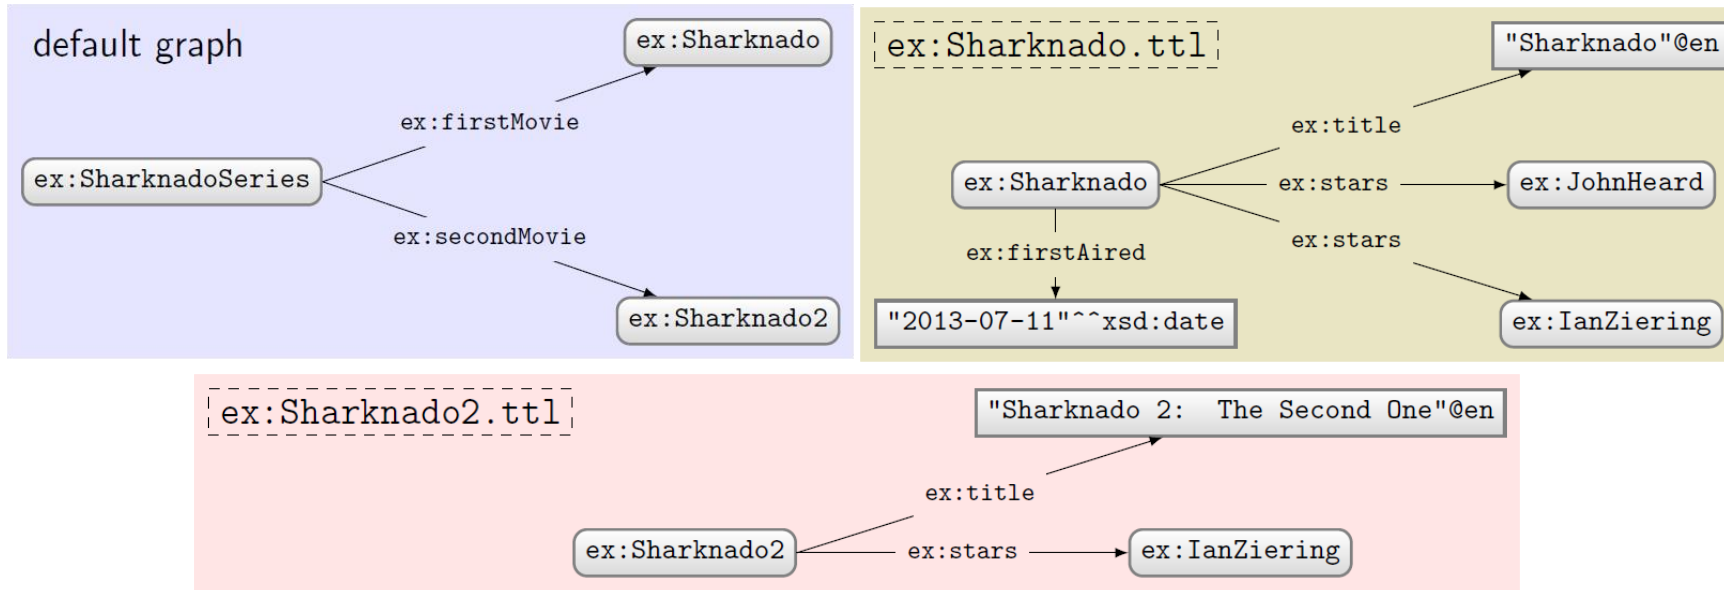 default graph
ex:Sharknado
ex:firstMovie
ex:SharknadoSeries
ex:secondMovie
ex:Sharknado2
ex:Sharknado.ttl
"Sharknado"@en
ex:title
ex:Sharknado
ex:stars
ex:JohnHeard
ex:stars
ex:firstAired
"2013-07-11"^^xsd:date
ex:IanZiering
ex:Sharknado2.ttl
"Sharknado 2: The Second One"@en
ex:title
ex:Sharknado2
ex:stars
ex:IanZiering